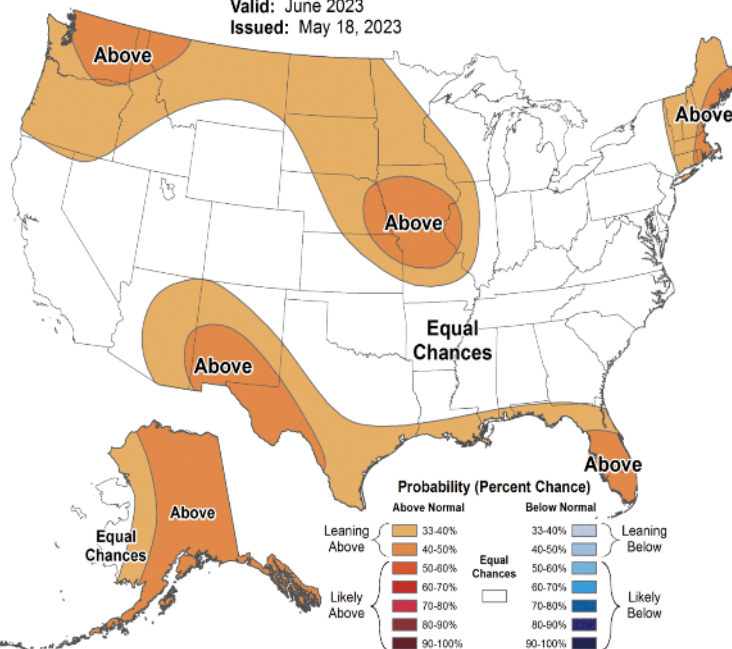 Valid: June 2023
Issued: May 18, 2023
Above
Above
Above
Equal
Chances
Above
Above
Above
Equal
Chances
Probability (Percent Chance)
Above Normal
Below Normal
Leaning
Above
33-40%
40-50%
50-60%
60-70%
70-80%
80-90%
90-100%
Likely
Above
Equal
Chances
33-40%
40-50%
50-60%
60-70%
70-80%
80-90%
90-100%
Leaning
Below
Likely
Below